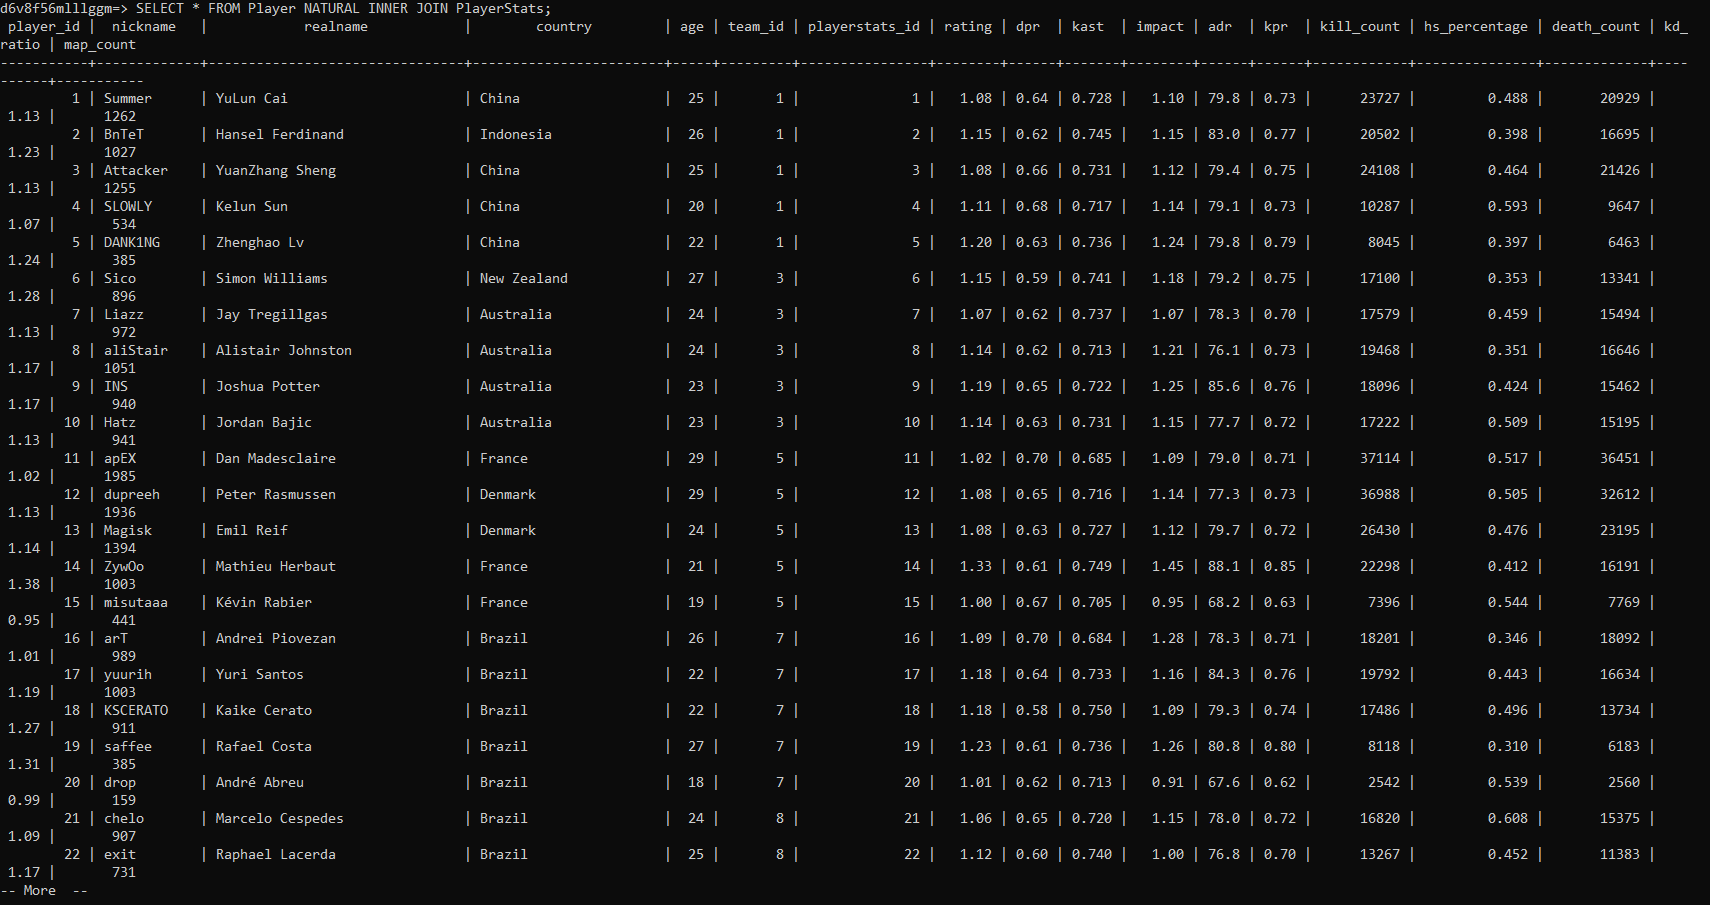 d6v8f56mlllggm=> SELECT * FROM Player NATURAL INNER JOIN PlayerStats;
 player_id |  nickname   |            realname            |        country         | age | team_id | playerstats_id | rating | dpr  | kast  | impact | adr  | kpr  | kill_count | hs_percentage | death_count | kd_
ratio | map_count
-----------+-------------+--------------------------------+------------------------+-----+---------+----------------+--------+------+-------+--------+------+------+------------+---------------+-------------+----
------+-----------
         1 | Summer      | YuLun Cai                      | China                  |  25 |       1 |              1 |   1.08 | 0.64 | 0.728 |   1.10 | 79.8 | 0.73 |      23727 |         0.488 |       20929 |
 1.13 |      1262
         2 | BnTeT       | Hansel Ferdinand               | Indonesia              |  26 |       1 |              2 |   1.15 | 0.62 | 0.745 |   1.15 | 83.0 | 0.77 |      20502 |         0.398 |       16695 |
 1.23 |      1027
         3 | Attacker    | YuanZhang Sheng                | China                  |  25 |       1 |              3 |   1.08 | 0.66 | 0.731 |   1.12 | 79.4 | 0.75 |      24108 |         0.464 |       21426 |
 1.13 |      1255
         4 | SLOWLY      | Kelun Sun                      | China                  |  20 |       1 |              4 |   1.11 | 0.68 | 0.717 |   1.14 | 79.1 | 0.73 |      10287 |         0.593 |        9647 |
 1.07 |       534
         5 | DANK1NG     | Zhenghao Lv                    | China                  |  22 |       1 |              5 |   1.20 | 0.63 | 0.736 |   1.24 | 79.8 | 0.79 |       8045 |         0.397 |        6463 |
 1.24 |       385
         6 | Sico        | Simon Williams                 | New Zealand            |  27 |       3 |              6 |   1.15 | 0.59 | 0.741 |   1.18 | 79.2 | 0.75 |      17100 |         0.353 |       13341 |
 1.28 |       896
         7 | Liazz       | Jay Tregillgas                 | Australia              |  24 |       3 |              7 |   1.07 | 0.62 | 0.737 |   1.07 | 78.3 | 0.70 |      17579 |         0.459 |       15494 |
 1.13 |       972
         8 | aliStair    | Alistair Johnston              | Australia              |  24 |       3 |              8 |   1.14 | 0.62 | 0.713 |   1.21 | 76.1 | 0.73 |      19468 |         0.351 |       16646 |
 1.17 |      1051
         9 | INS         | Joshua Potter                  | Australia              |  23 |       3 |              9 |   1.19 | 0.65 | 0.722 |   1.25 | 85.6 | 0.76 |      18096 |         0.424 |       15462 |
 1.17 |       940
        10 | Hatz        | Jordan Bajic                   | Australia              |  23 |       3 |             10 |   1.14 | 0.63 | 0.731 |   1.15 | 77.7 | 0.72 |      17222 |         0.509 |       15195 |
 1.13 |       941
        11 | apEX        | Dan Madesclaire                | France                 |  29 |       5 |             11 |   1.02 | 0.70 | 0.685 |   1.09 | 79.0 | 0.71 |      37114 |         0.517 |       36451 |
 1.02 |      1985
        12 | dupreeh     | Peter Rasmussen                | Denmark                |  29 |       5 |             12 |   1.08 | 0.65 | 0.716 |   1.14 | 77.3 | 0.73 |      36988 |         0.505 |       32612 |
 1.13 |      1936
        13 | Magisk      | Emil Reif                      | Denmark                |  24 |       5 |             13 |   1.08 | 0.63 | 0.727 |   1.12 | 79.7 | 0.72 |      26430 |         0.476 |       23195 |
 1.14 |      1394
        14 | ZywOo       | Mathieu Herbaut                | France                 |  21 |       5 |             14 |   1.33 | 0.61 | 0.749 |   1.45 | 88.1 | 0.85 |      22298 |         0.412 |       16191 |
 1.38 |      1003
        15 | misutaaa    | Kévin Rabier                   | France                 |  19 |       5 |             15 |   1.00 | 0.67 | 0.705 |   0.95 | 68.2 | 0.63 |       7396 |         0.544 |        7769 |
 0.95 |       441
        16 | arT         | Andrei Piovezan                | Brazil                 |  26 |       7 |             16 |   1.09 | 0.70 | 0.684 |   1.28 | 78.3 | 0.71 |      18201 |         0.346 |       18092 |
 1.01 |       989
        17 | yuurih      | Yuri Santos                    | Brazil                 |  22 |       7 |             17 |   1.18 | 0.64 | 0.733 |   1.16 | 84.3 | 0.76 |      19792 |         0.443 |       16634 |
 1.19 |      1003
        18 | KSCERATO    | Kaike Cerato                   | Brazil                 |  22 |       7 |             18 |   1.18 | 0.58 | 0.750 |   1.09 | 79.3 | 0.74 |      17486 |         0.496 |       13734 |
 1.27 |       911
        19 | saffee      | Rafael Costa                   | Brazil                 |  27 |       7 |             19 |   1.23 | 0.61 | 0.736 |   1.26 | 80.8 | 0.80 |       8118 |         0.310 |        6183 |
 1.31 |       385
        20 | drop        | André Abreu                    | Brazil                 |  18 |       7 |             20 |   1.01 | 0.62 | 0.713 |   0.91 | 67.6 | 0.62 |       2542 |         0.539 |        2560 |
 0.99 |       159
        21 | chelo       | Marcelo Cespedes               | Brazil                 |  24 |       8 |             21 |   1.06 | 0.65 | 0.720 |   1.15 | 78.0 | 0.72 |      16820 |         0.608 |       15375 |
 1.09 |       907
        22 | exit        | Raphael Lacerda                | Brazil                 |  25 |       8 |             22 |   1.12 | 0.60 | 0.740 |   1.00 | 76.8 | 0.70 |      13267 |         0.452 |       11383 |
 1.17 |       731
-- More  --